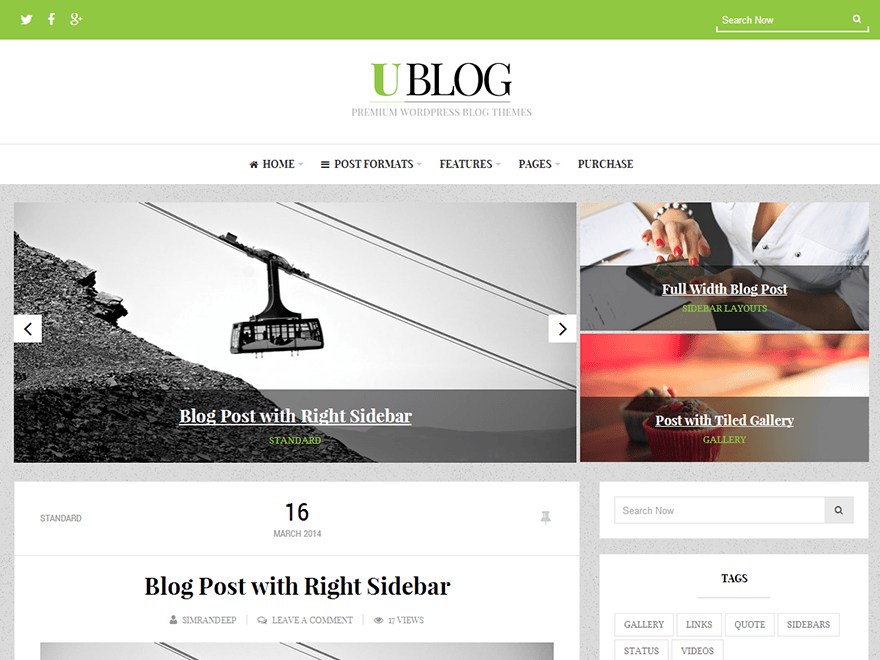 Search Now
UBLOG
PREMIUM WORDPRESS BLOG THEMES
HOME POST FORMATS FEATURES PAGES PURCHASE
Blog Post with Right Sidebar
STANDARD
Full Width Blog Post
SIDEBAR LAYOUTS
Post with Tiled Gallery
GALLERY
STANDARD
16
MARCH 2014
Blog Post with Right Sidebar
SIMRANDEEP LEAVE A COMMENT 17 VIEWS
Search Now
TAGS
GALLERY LINKS QUOTE SIDEBARS
STATUS VIDEOS